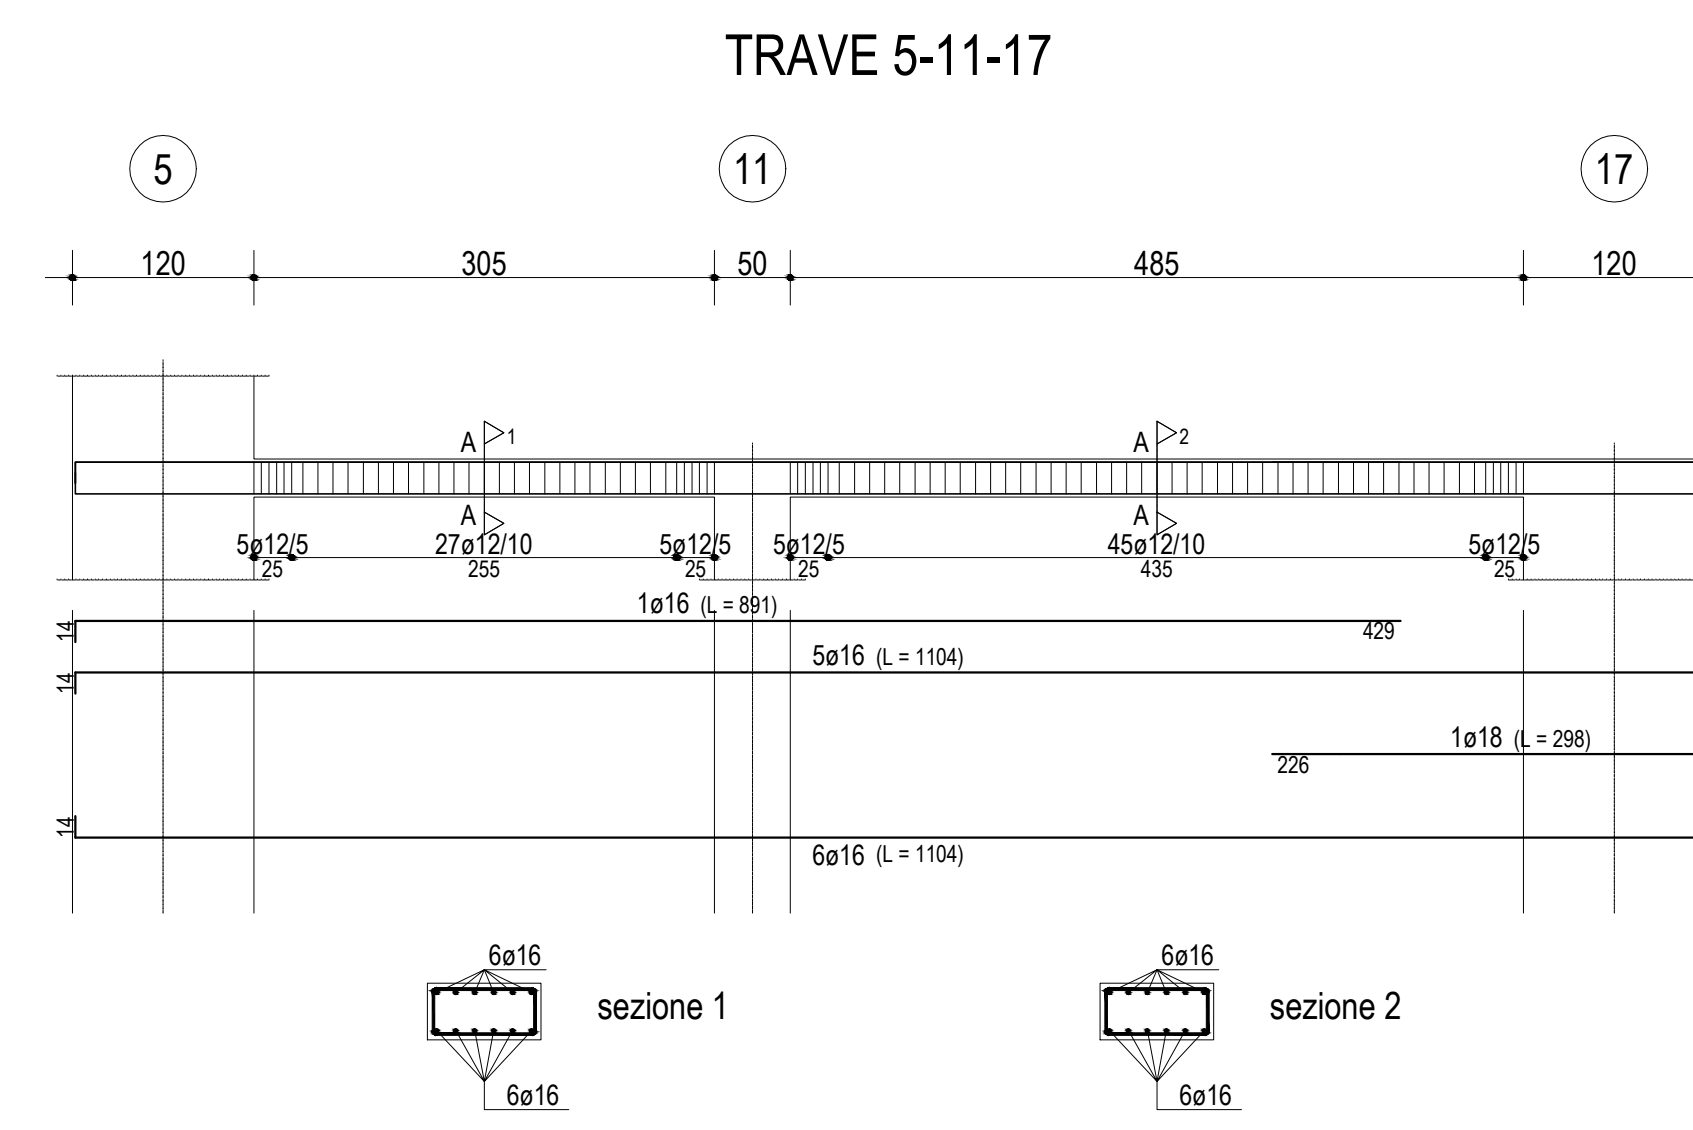 TRAVE 5-11-17
5 11 17
120 305 50 485 120
A 1 A 2
A A
5ø12/5 27ø12/10 5ø12/5 5ø12/5 45ø12/10 5ø12/5
25 255 25 25 435 25
1ø16 (L = 891)
14 429
5ø16 (L = 1104)
14
1ø18 (L = 298)
226
14
6ø16 (L = 1104)
6ø16 6ø16
sezione 1 sezione 2
6ø16 6ø16